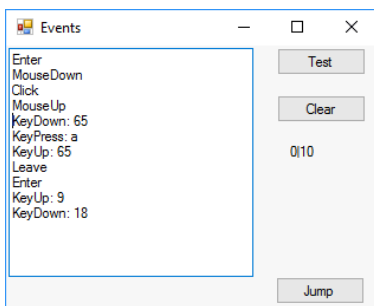 Events
Enter
MouseDown
Click
MouseUp
KeyDown: 65
KeyPress: a
KeyUp: 65
Leave
Enter
KeyUp: 9
KeyDown: 18
Test
Clear
0|10
Jump